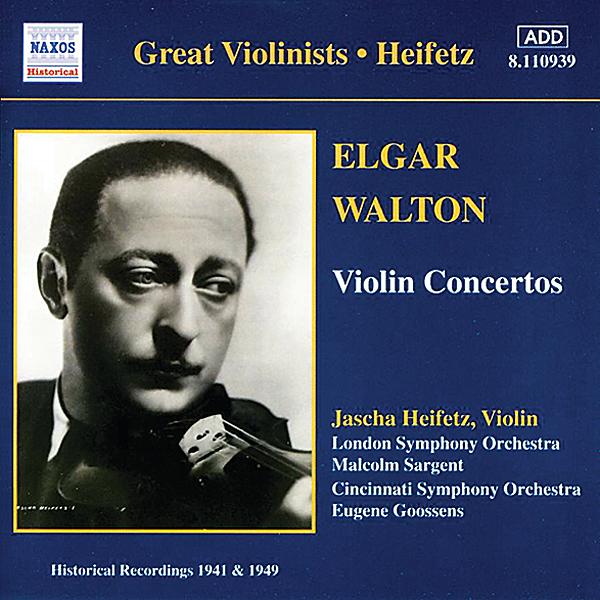 NAXOS
Historical
Great Violinists • Heifetz
ADD
8.110939
ELGAR
WALTON
Violin Concertos
Jascha Heifetz, Violin
London Symphony Orchestra
Malcolm Sargent
Cincinnati Symphony Orchestra
Eugene Goossens
Historical Recordings 1941 & 1949